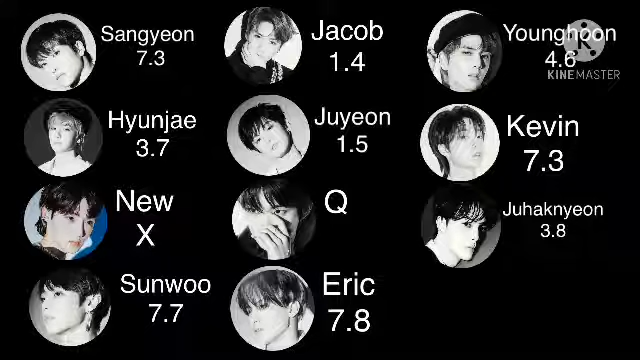 Sangyeon
7.3
Jacob
1.4
Younghoon
4.6
KINEMASTER
Hyunjae
3.7
Juyeon
1.5
Kevin
7.3
New
X
Q
Juhaknyeon
3.8
Sunwoo
7.7
Eric
7.8